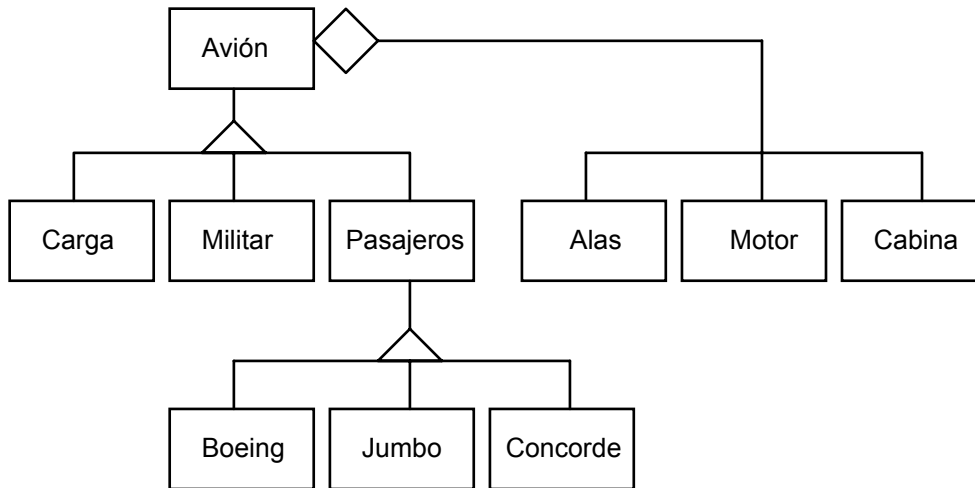 Avión
Carga
Militar
Pasajeros
Alas
Motor
Cabina
Boeing
Jumbo
Concorde